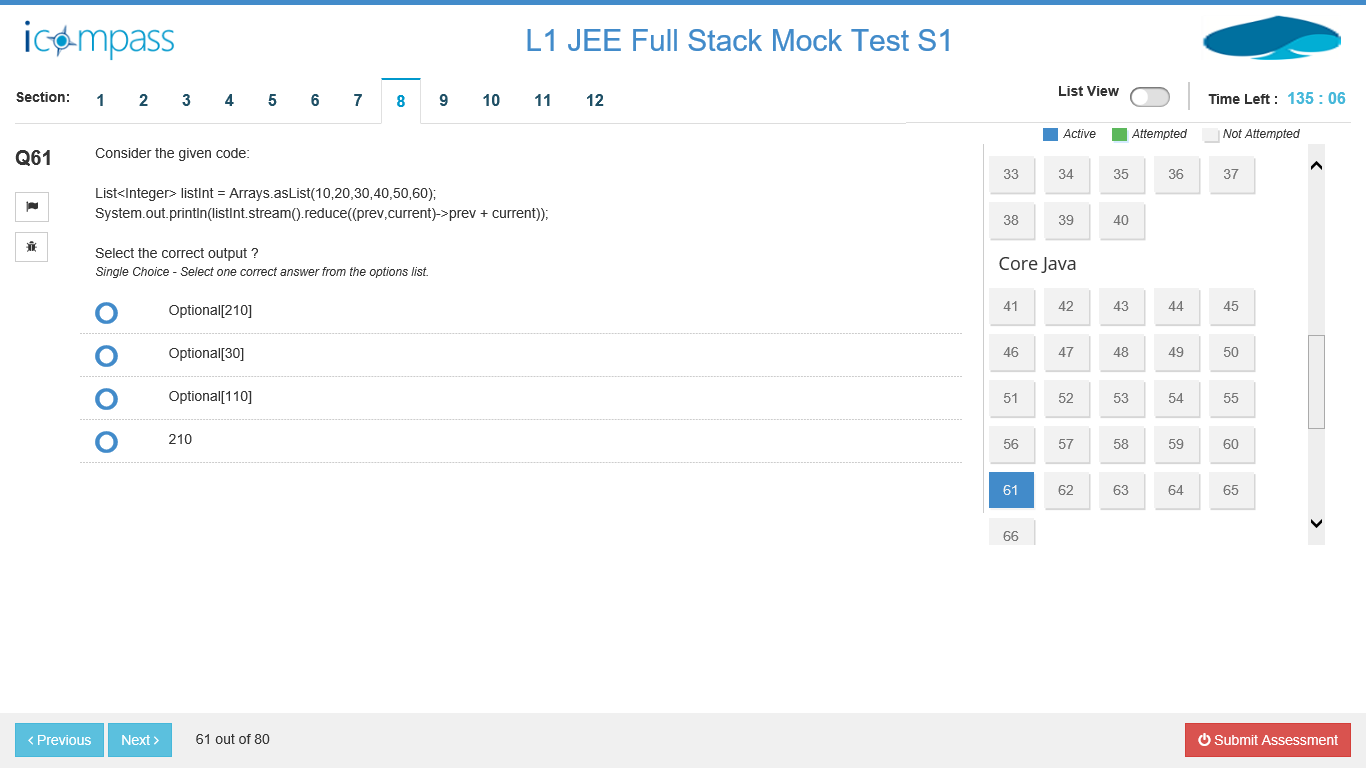 icompass
L1 JEE Full Stack Mock Test S1
Section: 1 2 3 4 5 6 7 8 9 10 11 12
List View
Time Left : 135 : 06
Active Attempted Not Attempted
Q61
Consider the given code:
List<Integer> listInt = Arrays.asList(10,20,30,40,50,60);
System.out.println(listInt.stream().reduce((prev,current)->prev + current));
Select the correct output ?
Single Choice - Select one correct answer from the options list.
Optional[210]
Optional[30]
Optional[110]
210
33 34 35 36 37
38 39 40
Core Java
41 42 43 44 45
46 47 48 49 50
51 52 53 54 55
56 57 58 59 60
61 62 63 64 65
66
Previous
Next
61 out of 80
Submit Assessment